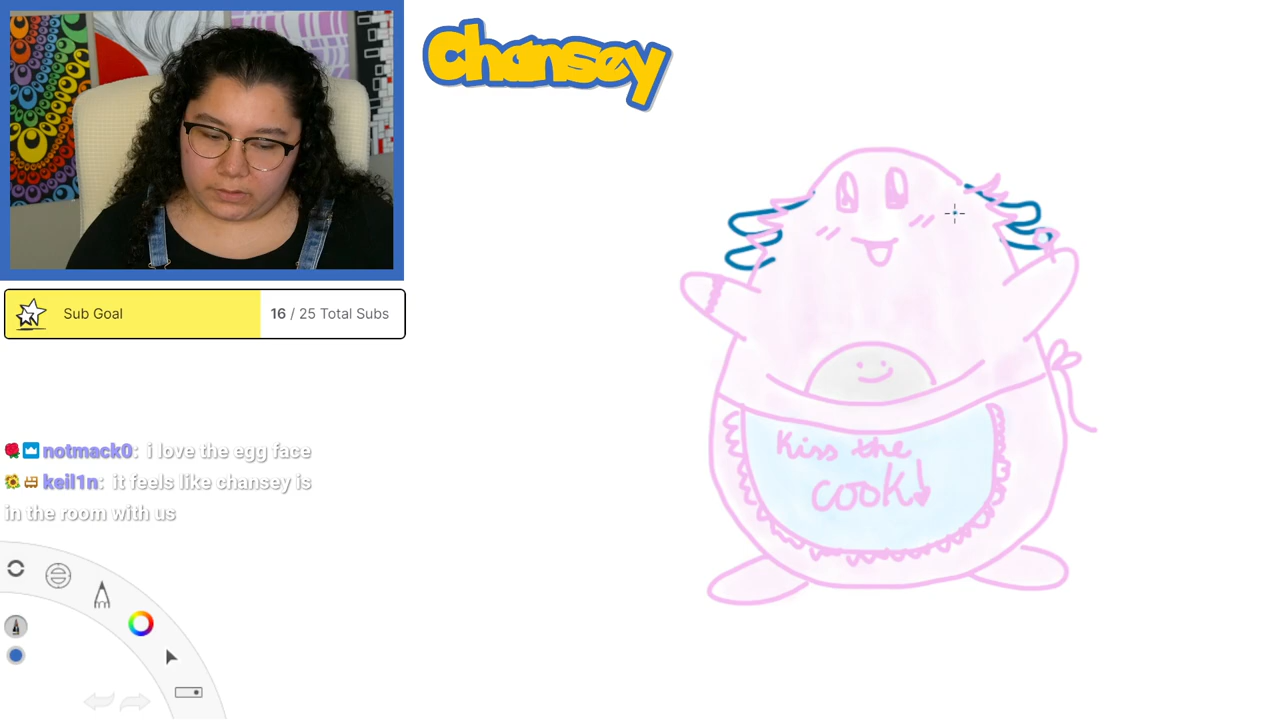 Chansey
Sub Goal
16 / 25 Total Subs
notmack0: i love the egg face
keil1n: it feels like chansey is
in the room with us
Kiss the
cook!